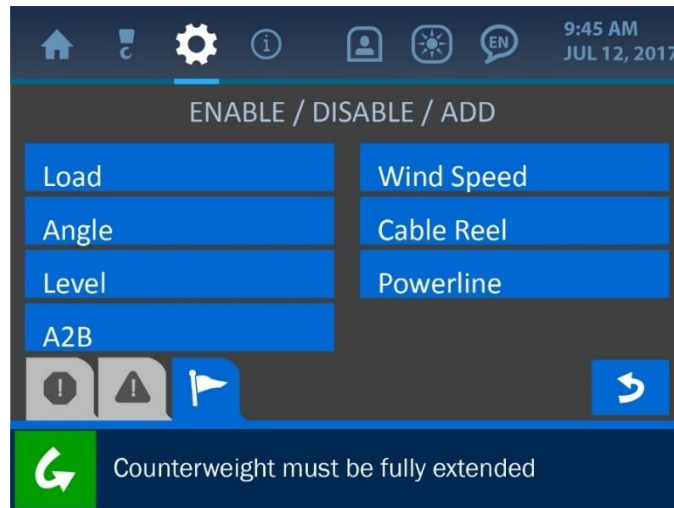 EN
9:45 AM
JUL 12, 2017
ENABLE / DISABLE / ADD
Load
Wind Speed
Angle
Cable Reel
Level
Powerline
A2B
Counterweight must be fully extended